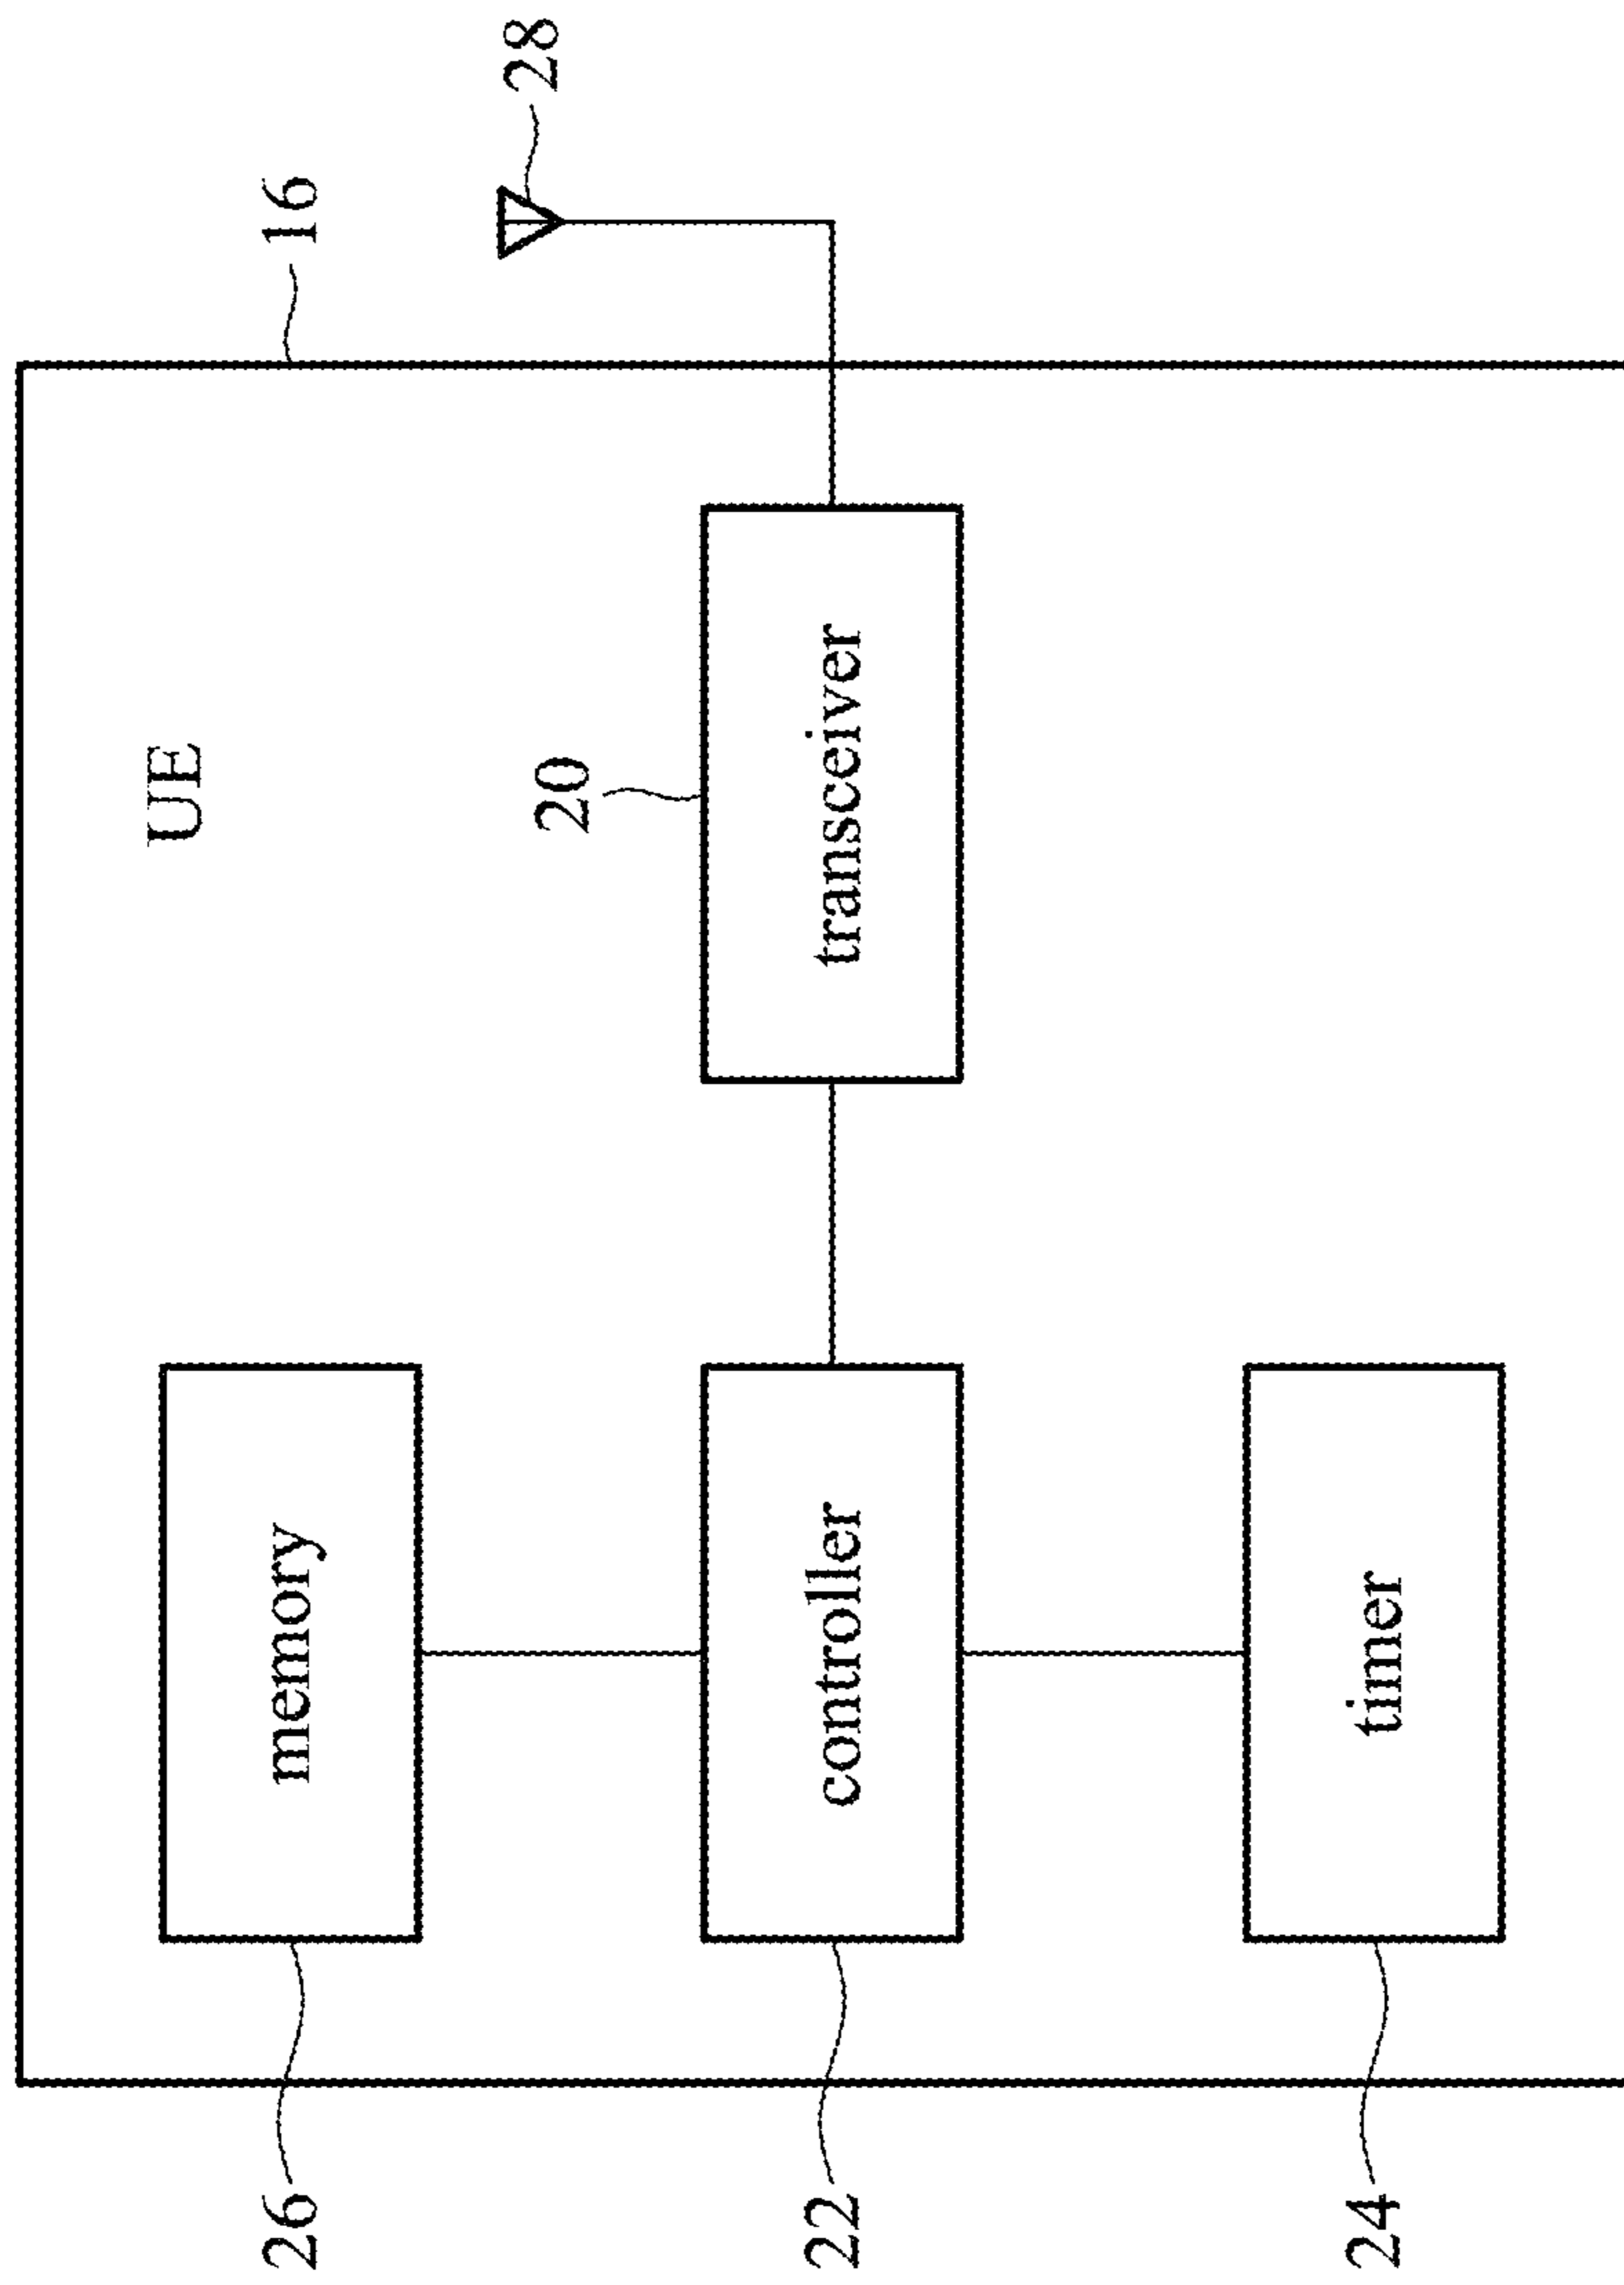 UE
26
memory
16
28
20
22
controller
transceiver
24
timer